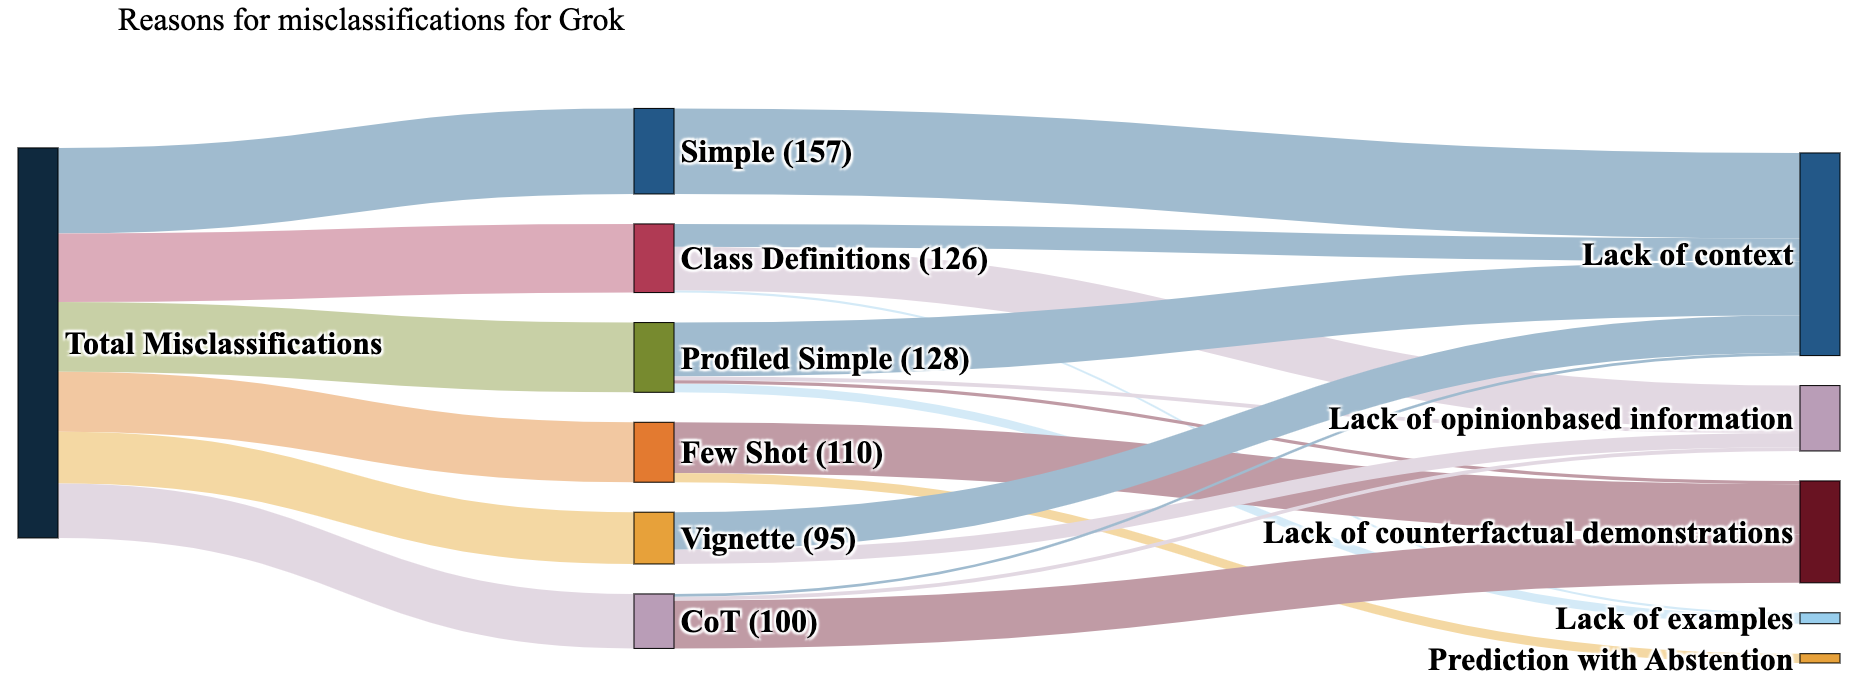 Reasons for misclassifications for Grok
Total Misclassifications
Simple (157)
Class Definitions (126)
Profiled Simple (128)
Few Shot (110)
Vignette (95)
CoT (100)
Lack of context
Lack of opinionbased information
Lack of counterfactual demonstrations
Lack of examples
Prediction with Abstention